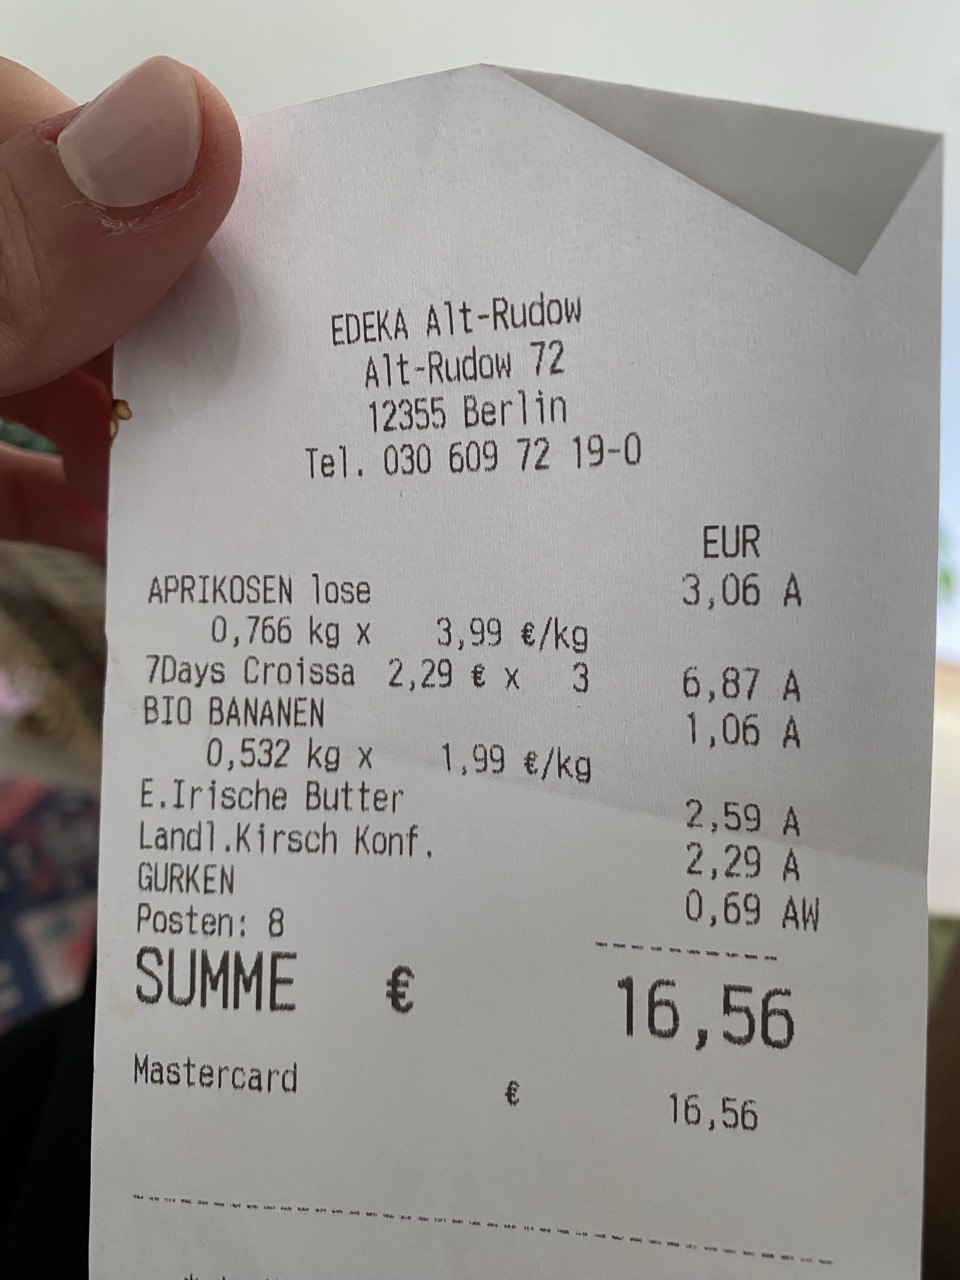 EDEKA Alt-Rudow
Alt-Rudow 72
12355 Berlin
Tel. 030 609 72 19-0
EUR
APRIKOSEN lose 3,06 A
0,766 kg x 3,99 €/kg
7Days Croissa 2,29 € x 3 6,87 A
BIO BANANEN 1,06 A
0,532 kg x 1,99 €/kg
E.Irische Butter 2,59 A
Landl.Kirsch Konf. 2,29 A
GURKEN 0,69 AW
Posten: 8
SUMME € 16,56
Mastercard € 16,56